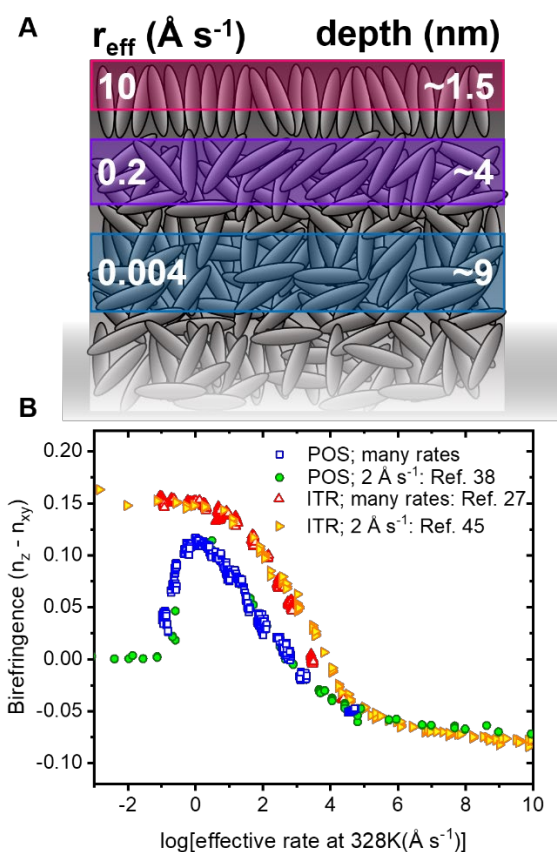 A
r_eff (Å s⁻¹) depth (nm)
10 ~1.5
0.2 ~4
0.004 ~9
B
POS; many rates
POS; 2 Å s⁻¹: Ref. 38
ITR; many rates: Ref. 27
ITR; 2 Å s⁻¹: Ref. 45
Birefringence (n_z - n_xy)
0.20
0.15
0.10
0.05
0.00
-0.05
-0.10
-2 0 2 4 6 8 10
log[effective rate at 328K(Å s⁻¹)]